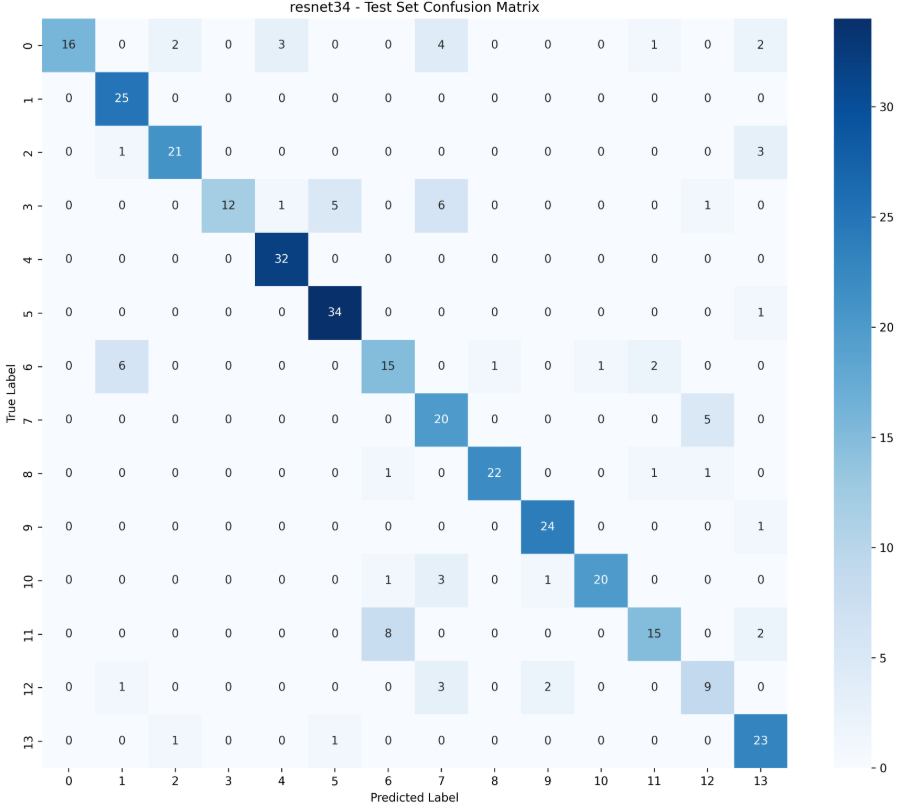 resnet34 - Test Set Confusion Matrix
0 16 0 2 0 3 0 0 4 0 0 0 1 0 2
1 0 25 0 0 0 0 0 0 0 0 0 0 0 0
2 0 1 21 0 0 0 0 0 0 0 0 0 0 3
3 0 0 0 12 1 5 0 6 0 0 0 0 1 0
4 0 0 0 0 32 0 0 0 0 0 0 0 0 0
5 0 0 0 0 0 34 0 0 0 0 0 0 0 1
6 0 6 0 0 0 0 15 0 1 0 1 2 0 0
7 0 0 0 0 0 0 0 20 0 0 0 0 5 0
8 0 0 0 0 0 0 1 0 22 0 0 1 1 0
9 0 0 0 0 0 0 0 0 0 24 0 0 0 1
10 0 0 0 0 0 0 1 3 0 1 20 0 0 0
11 0 0 0 0 0 0 8 0 0 0 0 15 0 2
12 0 1 0 0 0 0 0 3 0 2 0 0 9 0
13 0 0 1 0 0 1 0 0 0 0 0 0 0 23
0 1 2 3 4 5 6 7 8 9 10 11 12 13
Predicted Label
True Label
30
25
20
15
10
5
0